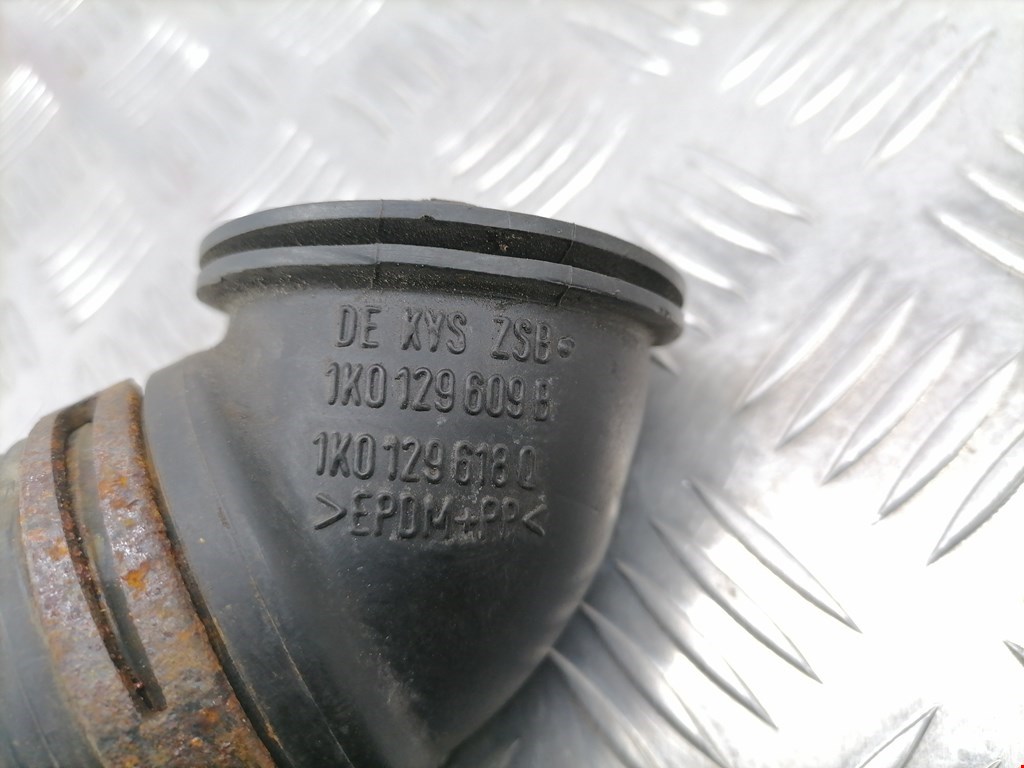 DE XYS ZSB.
1K0 129 609 B
1K0 129 618 Q
>EPDM+PP<